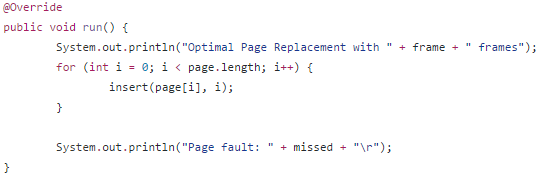 @Override
public void run() {
        System.out.println("Optimal Page Replacement with " + frame + " frames");
        for (int i = 0; i < page.length; i++) {
                insert(page[i], i);
        }

        System.out.println("Page fault: " + missed + "\r");
}